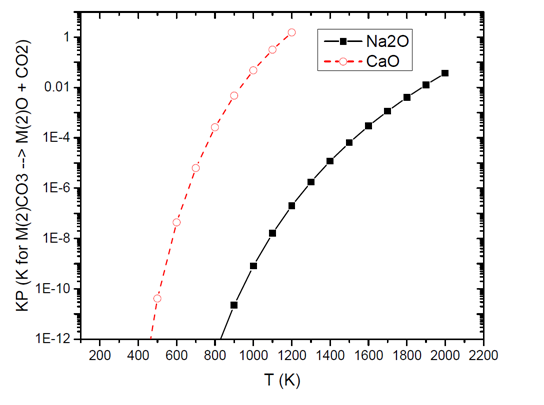 Na2O
CaO
1
0.01
1E-4
1E-6
1E-8
1E-10
1E-12
KP (K for M(2)CO3 --> M(2)O + CO2)
200 400 600 800 1000 1200 1400 1600 1800 2000 2200
T (K)